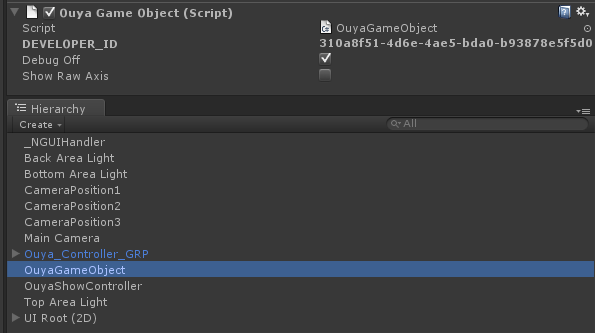 Ouya Game Object (Script)
Script OuyaGameObject
DEVELOPER_ID 310a8f51-4d6e-4ae5-bda0-b93878e5f5d0
Debug Off
Show Raw Axis
Hierarchy
Create All
_NGUIHandler
Back Area Light
Bottom Area Light
CameraPosition1
CameraPosition2
CameraPosition3
Main Camera
Ouya_Controller_GRP
OuyaGameObject
OuyaShowController
Top Area Light
UI Root (2D)